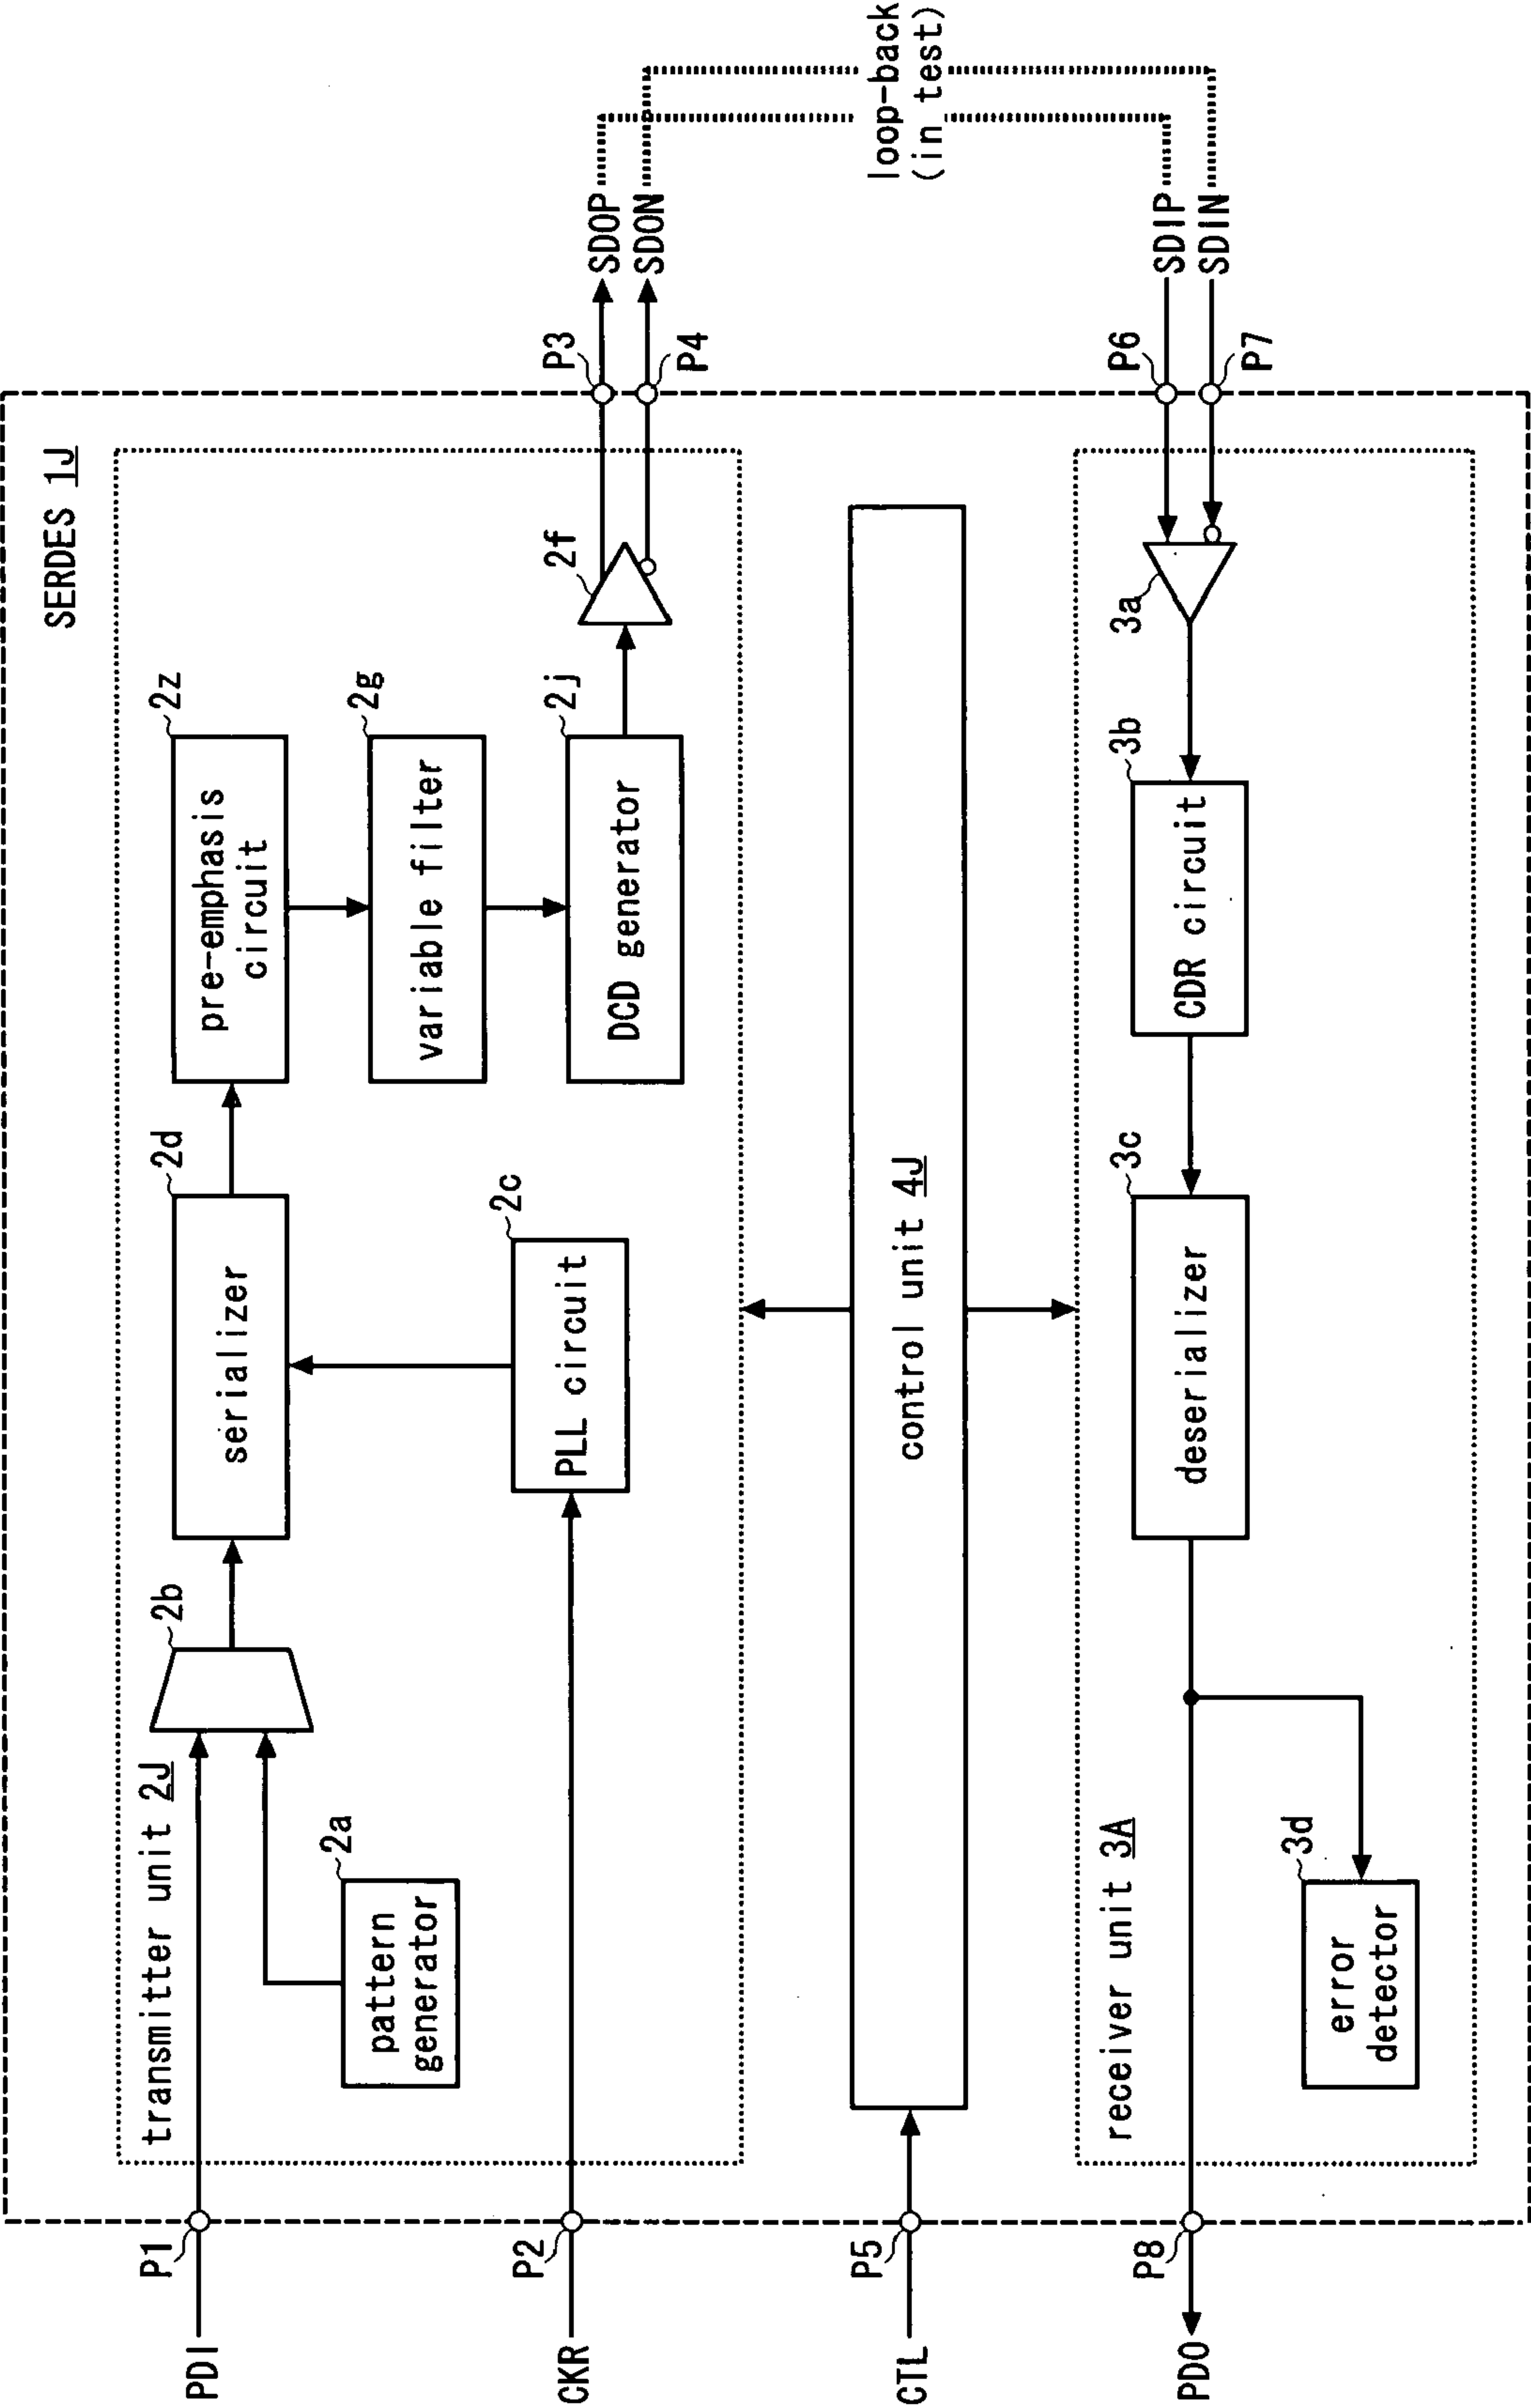 SERDES 1J
transmitter unit 2J
PDI
P1
2b
2d
serializer
2z
pre-emphasis
circuit
2a
pattern
generator
2g
variable filter
CKR
P2
2c
PLL circuit
2j
DCD generator
2f
P3
SDOP
SDON
P4
loop-back
(in test)
CTL
P5
control unit 4J
receiver unit 3A
PDO
P8
3c
deserializer
3b
CDR circuit
3a
P6
SDIP
SDIN
P7
3d
error
detector